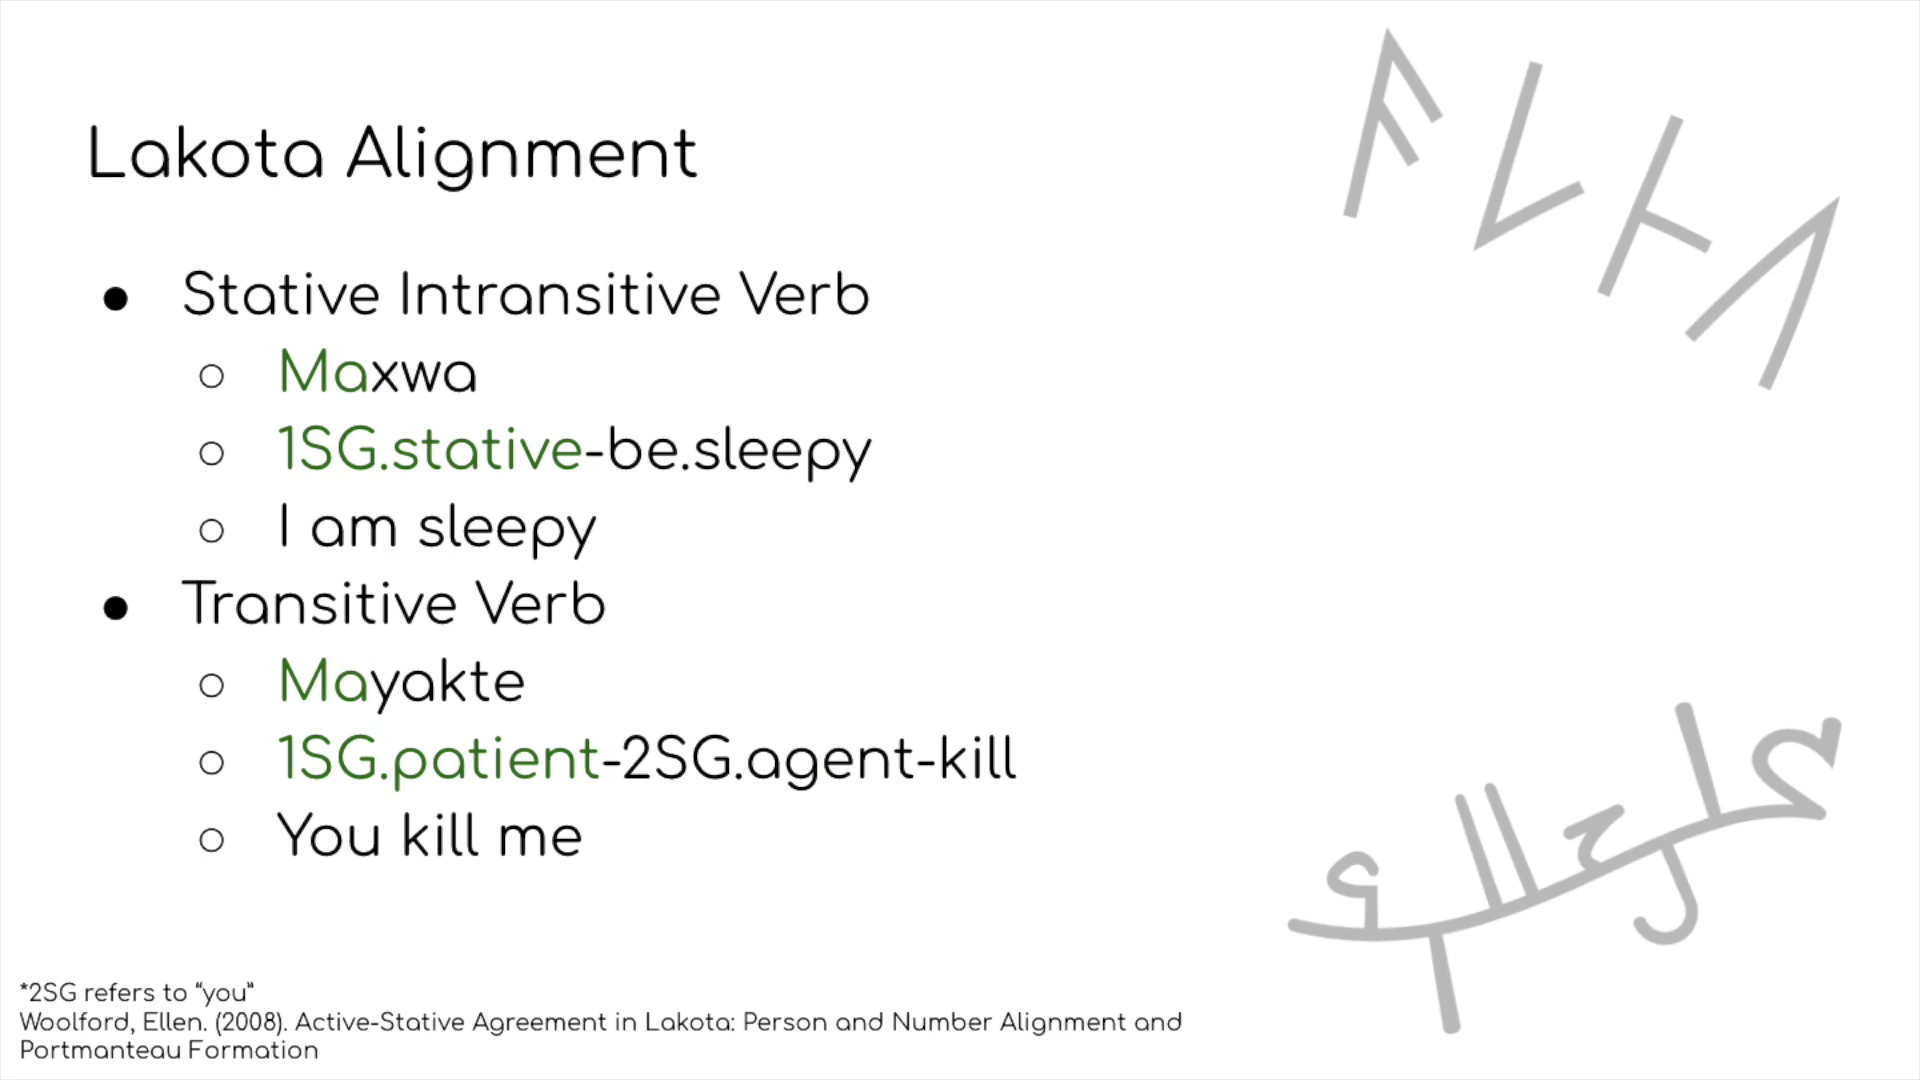 Lakota Alignment
● Stative Intransitive Verb
○ Maxwa
○ 1SG.stative-be.sleepy
○ I am sleepy
● Transitive Verb
○ Mayakte
○ 1SG.patient-2SG.agent-kill
○ You kill me
*2SG refers to “you”
Woolford, Ellen. (2008). Active-Stative Agreement in Lakota: Person and Number Alignment and
Portmanteau Formation